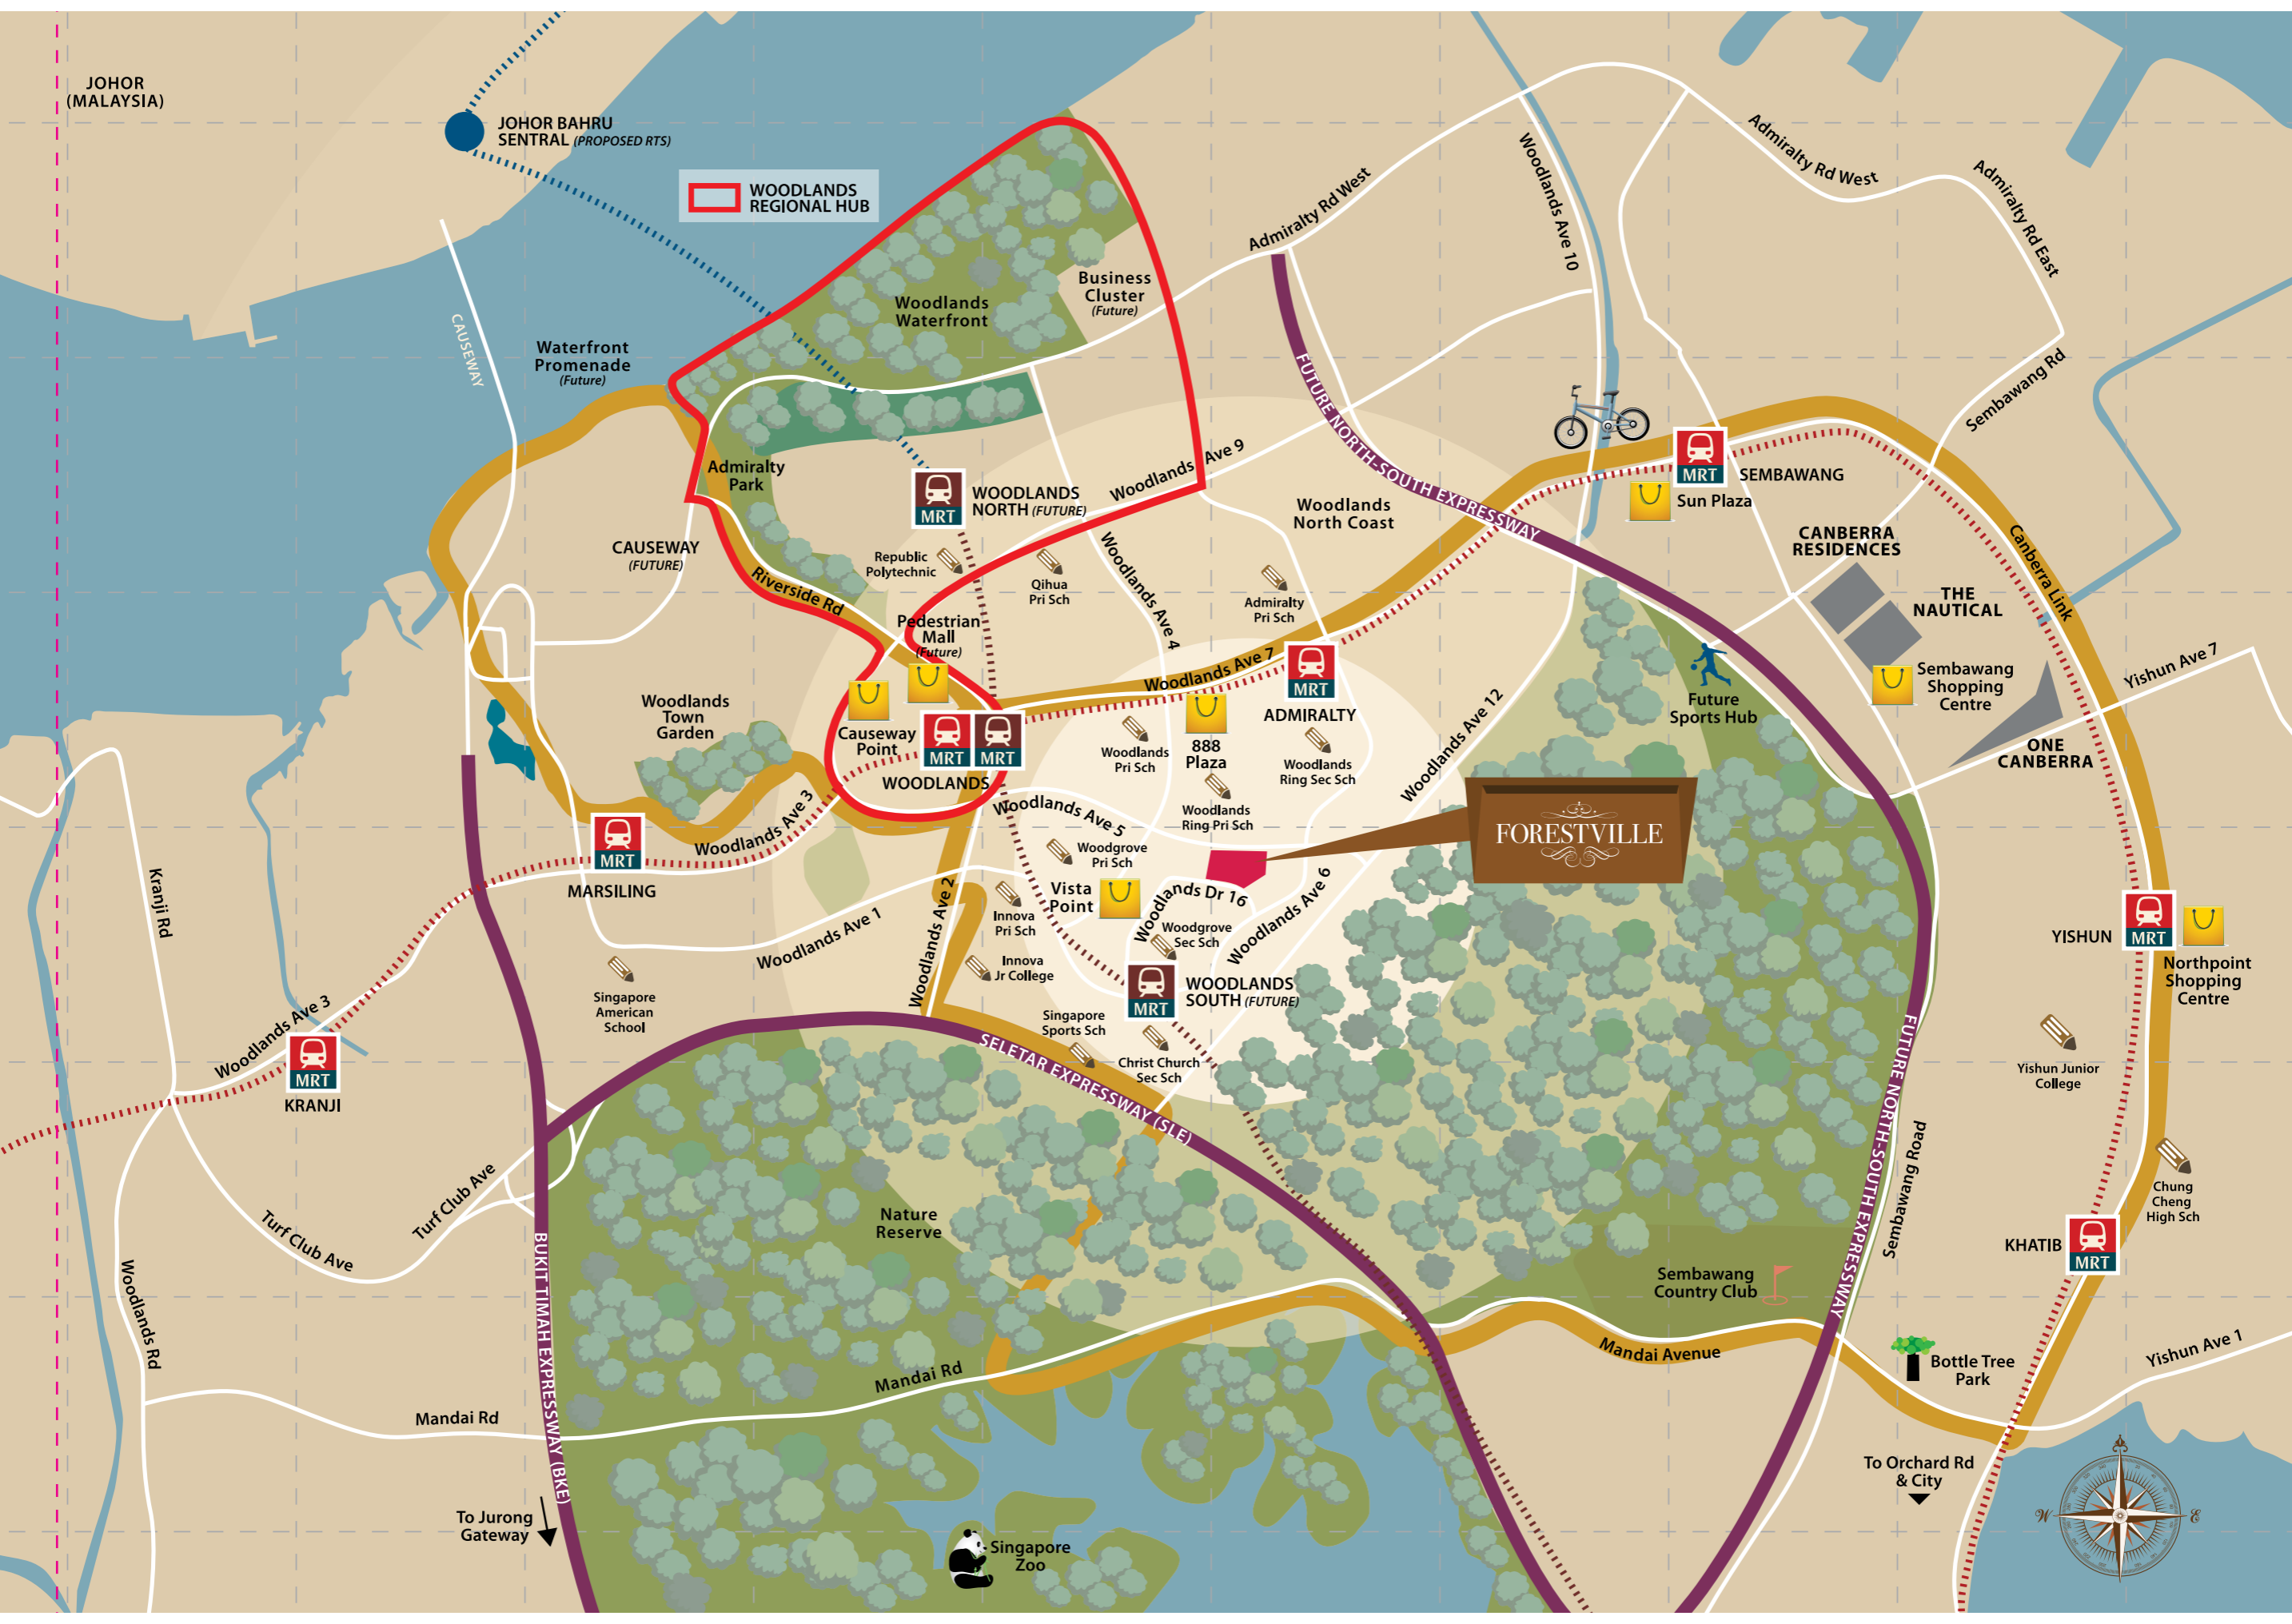 JOHOR
(MALAYSIA)
JOHOR BAHRU
SENTRAL (PROPOSED RTS)
WOODLANDS
REGIONAL HUB
CAUSEWAY
Waterfront
Promenade
(Future)
Woodlands
Waterfront
Business
Cluster
(Future)
Admiralty Rd West
Woodlands Ave 10
Admiralty Rd West
Admiralty Rd East
Sembawang Rd
FUTURE NORTH-SOUTH EXPRESSWAY
Admiralty
Park
MRT
WOODLANDS
NORTH (FUTURE)
Woodlands Ave 9
Woodlands
North Coast
MRT
SEMBAWANG
Sun Plaza
CANBERRA
RESIDENCES
THE
NAUTICAL
Canberra Link
CAUSEWAY
(FUTURE)
Riverside Rd
Republic
Polytechnic
Qihua
Pri Sch
Woodlands Ave 4
Admiralty
Pri Sch
Pedestrian
Mall
(Future)
Woodlands Ave 7
MRT
ADMIRALTY
Woodlands Ave 12
Future
Sports Hub
Sembawang
Shopping
Centre
Yishun Ave 7
ONE
CANBERRA
Woodlands
Town
Garden
Causeway
Point
MRT
MRT
WOODLANDS
Woodlands
Pri Sch
888
Plaza
Woodlands
Ring Sec Sch
Woodlands
Ring Pri Sch
Woodlands Ave 5
FORESTVILLE
MRT
MARSILING
Woodlands Ave 3
Woodgrove
Pri Sch
Vista
Point
Woodlands Dr 16
Woodlands Ave 6
Woodgrove
Sec Sch
Innova
Pri Sch
Innova
Jr College
Woodlands Ave 2
Woodlands Ave 1
Kranji Rd
Singapore
American
School
MRT
WOODLANDS
SOUTH (FUTURE)
Singapore
Sports Sch
Christ Church
Sec Sch
YISHUN
MRT
Northpoint
Shopping
Centre
Woodlands Ave 3
MRT
KRANJI
SELETAR EXPRESSWAY (SLE)
FUTURE NORTH-SOUTH EXPRESSWAY
Sembawang Road
Yishun Junior
College
Chung
Cheng
High Sch
KHATIB
MRT
Turf Club Ave
Turf Club Ave
Woodlands Rd
BUKIT TIMAH EXPRESSWAY (BKE)
Nature
Reserve
Sembawang
Country Club
Mandai Rd
Mandai Rd
Mandai Avenue
Bottle Tree
Park
Yishun Ave 1
To Orchard Rd
& City
To Jurong
Gateway
Singapore
Zoo
W
E